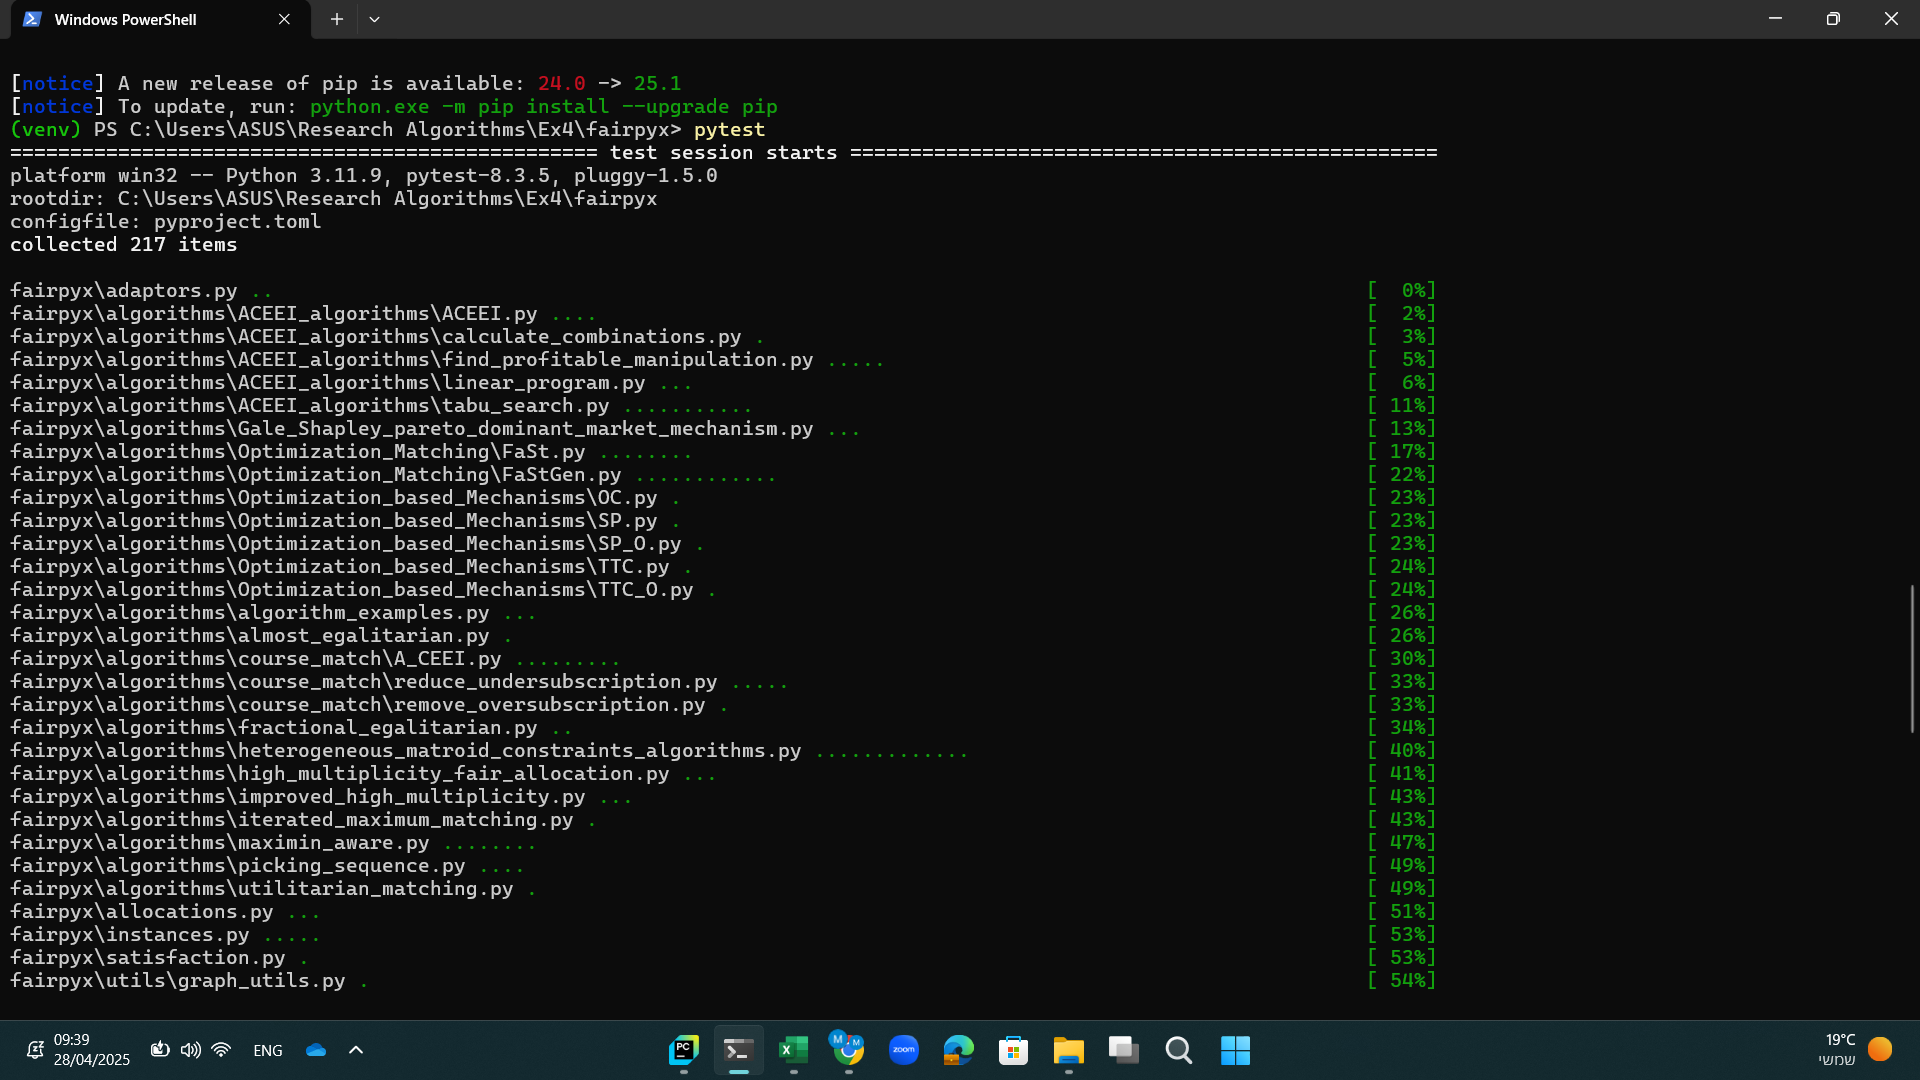 Windows PowerShell
[notice] A new release of pip is available: 24.0 -> 25.1
[notice] To update, run: python.exe -m pip install --upgrade pip
(venv) PS C:\Users\ASUS\Research Algorithms\Ex4\fairpyx> pytest
================================================= test session starts =================================================
platform win32 -- Python 3.11.9, pytest-8.3.5, pluggy-1.5.0
rootdir: C:\Users\ASUS\Research Algorithms\Ex4\fairpyx
configfile: pyproject.toml
collected 217 items
fairpyx\adaptors.py .. [  0%]
fairpyx\algorithms\ACEEI_algorithms\ACEEI.py .... [  2%]
fairpyx\algorithms\ACEEI_algorithms\calculate_combinations.py . [  3%]
fairpyx\algorithms\ACEEI_algorithms\find_profitable_manipulation.py ..... [  5%]
fairpyx\algorithms\ACEEI_algorithms\linear_program.py ... [  6%]
fairpyx\algorithms\ACEEI_algorithms\tabu_search.py ........... [ 11%]
fairpyx\algorithms\Gale_Shapley_pareto_dominant_market_mechanism.py ... [ 13%]
fairpyx\algorithms\Optimization_Matching\FaSt.py ........ [ 17%]
fairpyx\algorithms\Optimization_Matching\FaStGen.py ............ [ 22%]
fairpyx\algorithms\Optimization_based_Mechanisms\OC.py . [ 23%]
fairpyx\algorithms\Optimization_based_Mechanisms\SP.py . [ 23%]
fairpyx\algorithms\Optimization_based_Mechanisms\SP_O.py . [ 23%]
fairpyx\algorithms\Optimization_based_Mechanisms\TTC.py . [ 24%]
fairpyx\algorithms\Optimization_based_Mechanisms\TTC_O.py . [ 24%]
fairpyx\algorithms\algorithm_examples.py ... [ 26%]
fairpyx\algorithms\almost_egalitarian.py . [ 26%]
fairpyx\algorithms\course_match\A_CEEI.py ......... [ 30%]
fairpyx\algorithms\course_match\reduce_undersubscription.py ..... [ 33%]
fairpyx\algorithms\course_match\remove_oversubscription.py . [ 33%]
fairpyx\algorithms\fractional_egalitarian.py .. [ 34%]
fairpyx\algorithms\heterogeneous_matroid_constraints_algorithms.py ............. [ 40%]
fairpyx\algorithms\high_multiplicity_fair_allocation.py ... [ 41%]
fairpyx\algorithms\improved_high_multiplicity.py ... [ 43%]
fairpyx\algorithms\iterated_maximum_matching.py . [ 43%]
fairpyx\algorithms\maximin_aware.py ........ [ 47%]
fairpyx\algorithms\picking_sequence.py .... [ 49%]
fairpyx\algorithms\utilitarian_matching.py . [ 49%]
fairpyx\allocations.py ... [ 51%]
fairpyx\instances.py ..... [ 53%]
fairpyx\satisfaction.py . [ 53%]
fairpyx\utils\graph_utils.py . [ 54%]
09:39
28/04/2025
ENG
PC
M
M
zoom
19°C
שמשי